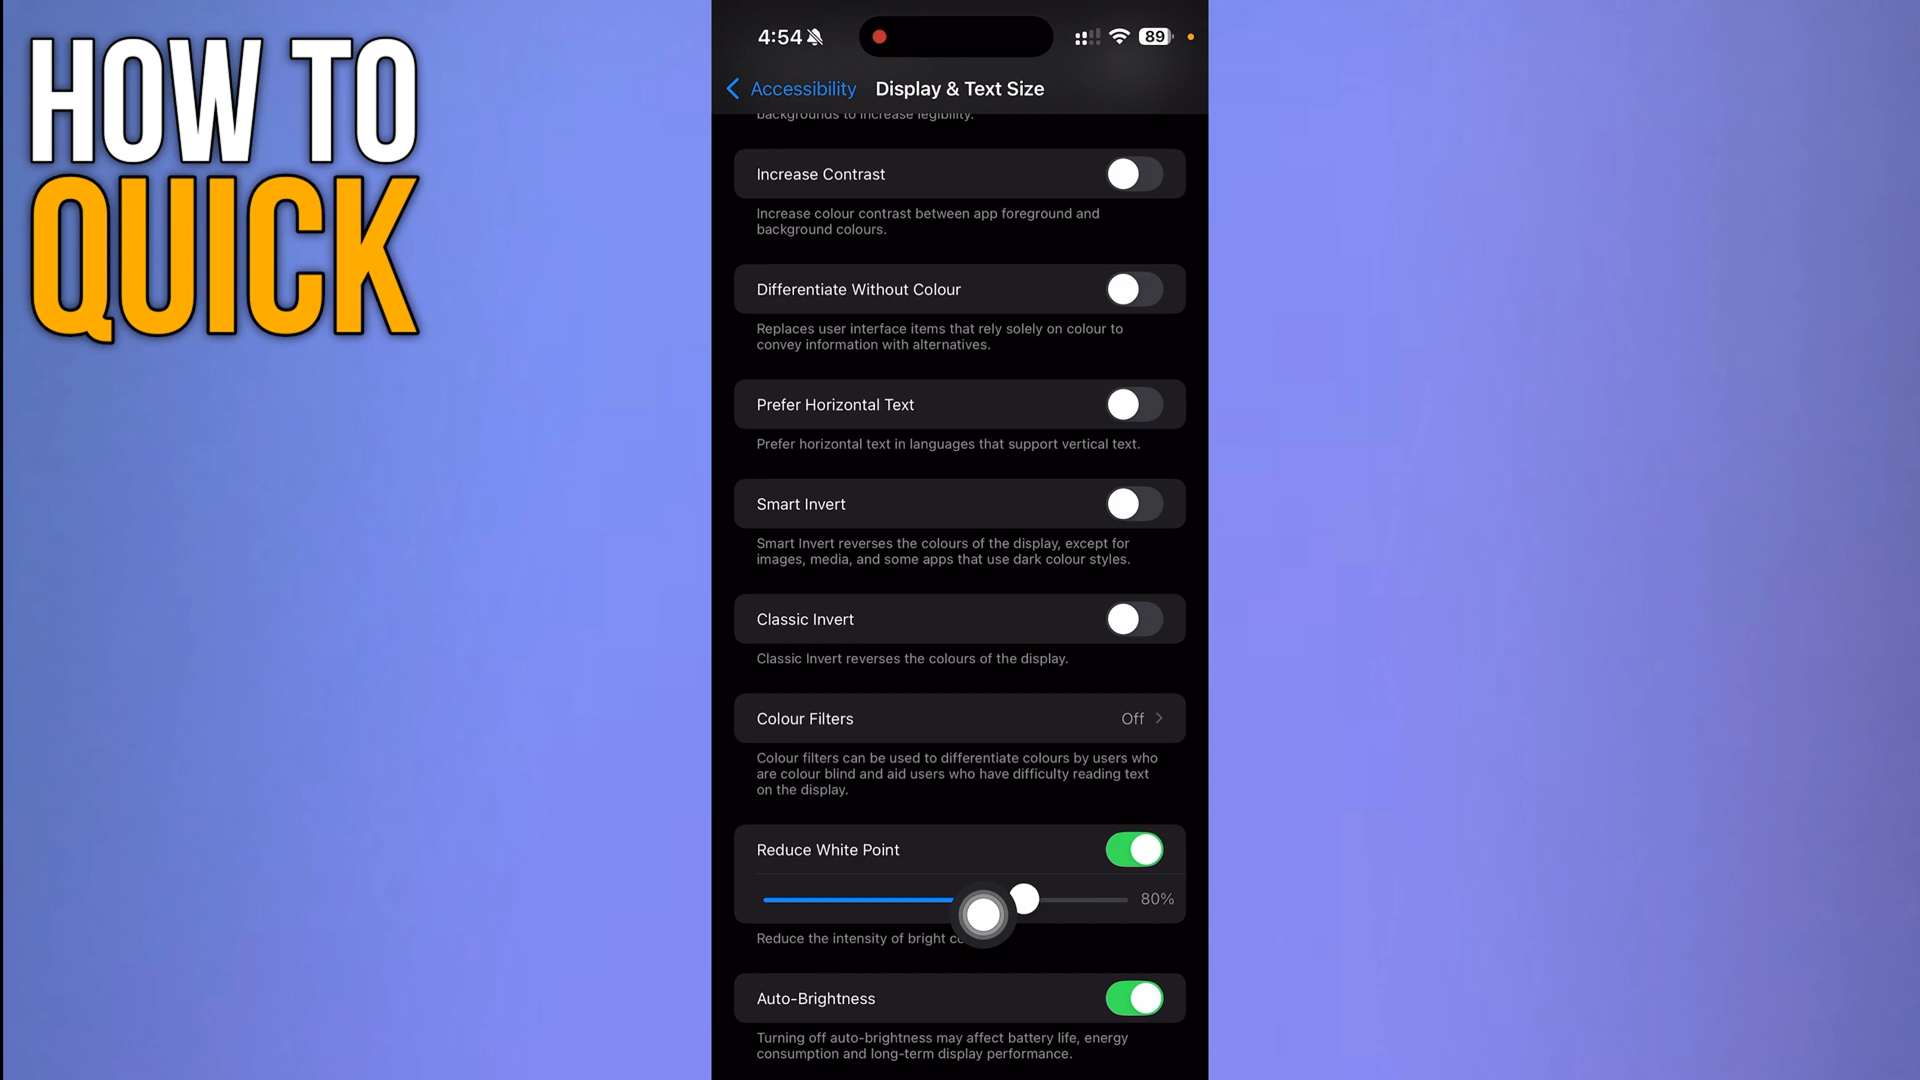 HOW TO
QUICK
4:54
89
Accessibility
Display & Text Size
backgrounds to increase legibility.
Increase Contrast
Increase colour contrast between app foreground and
background colours.
Differentiate Without Colour
Replaces user interface items that rely solely on colour to
convey information with alternatives.
Prefer Horizontal Text
Prefer horizontal text in languages that support vertical text.
Smart Invert
Smart Invert reverses the colours of the display, except for
images, media, and some apps that use dark colour styles.
Classic Invert
Classic Invert reverses the colours of the display.
Colour Filters
Off
Colour filters can be used to differentiate colours by users who
are colour blind and aid users who have difficulty reading text
on the display.
Reduce White Point
80%
Reduce the intensity of bright
Auto-Brightness
Turning off auto-brightness may affect battery life, energy
consumption and long-term display performance.